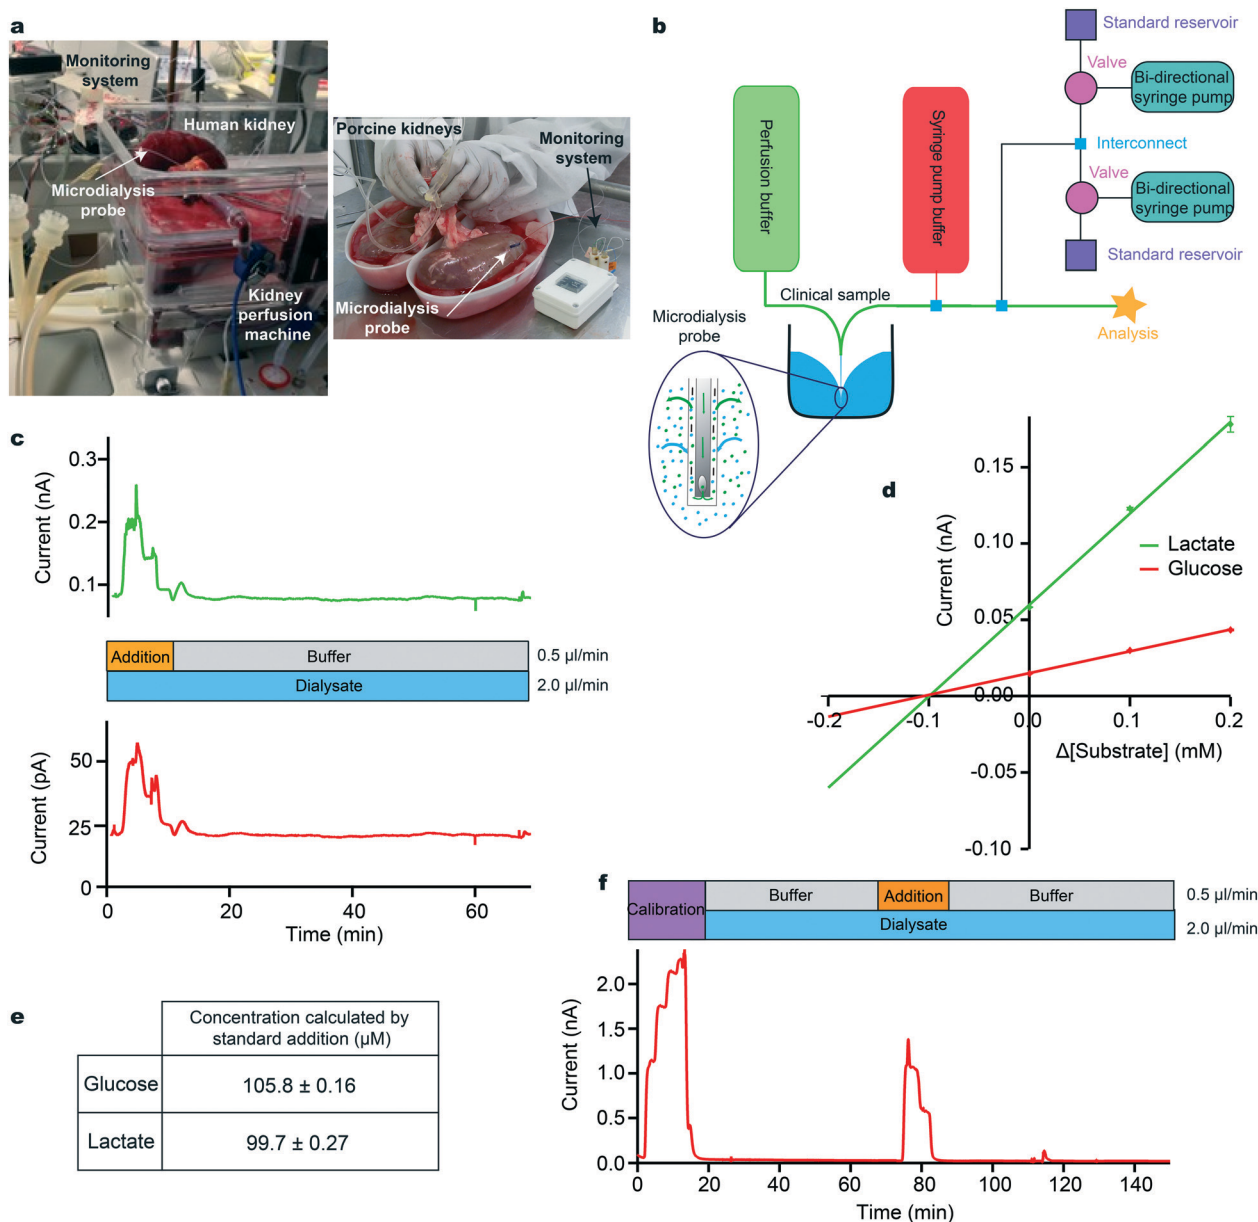 a
Monitoring
system
Human kidney
Microdialysis
probe
Kidney
perfusion
machine
Porcine kidneys
Monitoring
system
Microdialysis
probe
b
Perfusion buffer
Syringe pump buffer
Standard reservoir
Valve
Bi-directional
syringe pump
Interconnect
Valve
Bi-directional
syringe pump
Standard reservoir
Clinical sample
Microdialysis
probe
Analysis
c
Current (nA)
0.3
0.2
0.1
Addition
Buffer
0.5 µl/min
Dialysate
2.0 µl/min
Current (pA)
50
25
0
0
20
40
60
Time (min)
d
Current (nA)
0.15
0.10
0.05
0.00
-0.05
-0.10
-0.2
-0.1
0.0
0.1
0.2
Δ[Substrate] (mM)
Lactate
Glucose
e
Concentration calculated by
standard addition (µM)
Glucose
105.8 ± 0.16
Lactate
99.7 ± 0.27
f
Calibration
Buffer
Addition
Buffer
0.5 µl/min
Dialysate
2.0 µl/min
Current (nA)
2.0
1.5
1.0
0.5
0.0
0
20
40
60
80
100
120
140
Time (min)